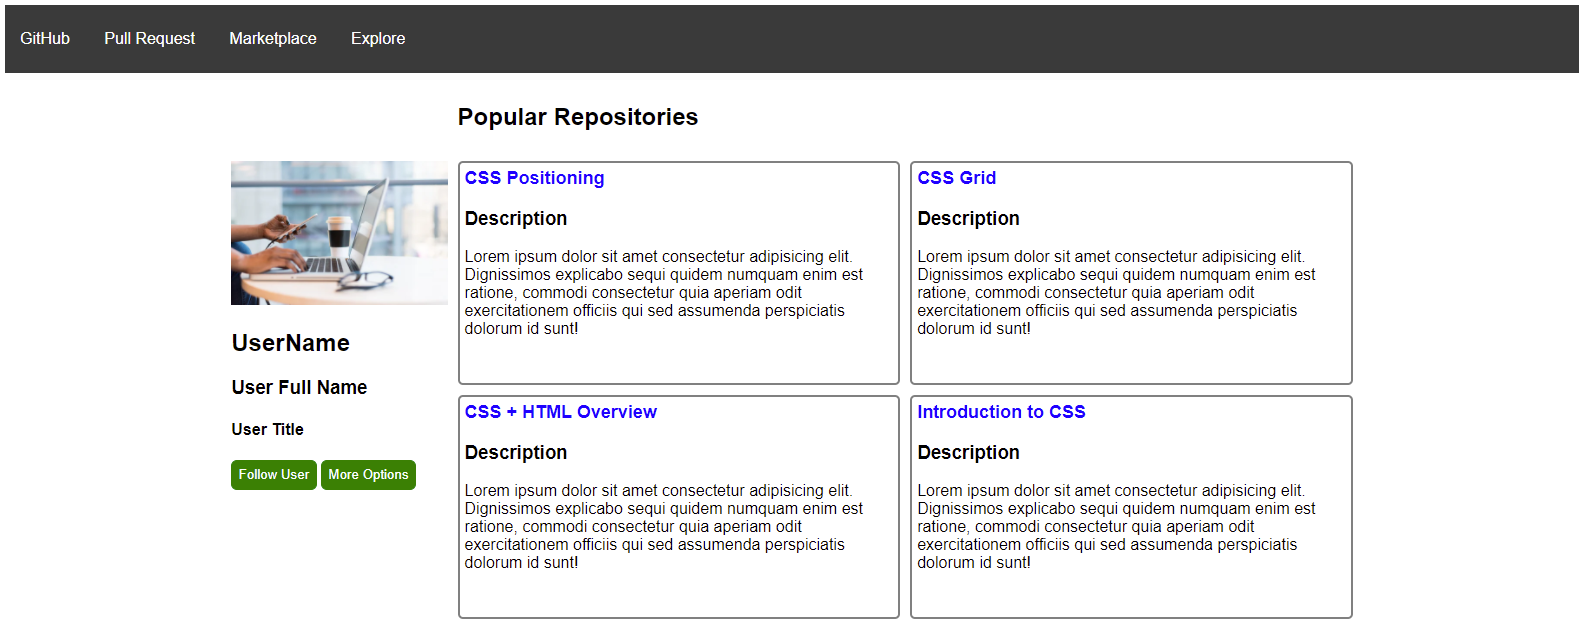 GitHub Pull Request Marketplace Explore
Popular Repositories
UserName
User Full Name
User Title
Follow User More Options
CSS Positioning
Description
Lorem ipsum dolor sit amet consectetur adipisicing elit.
Dignissimos explicabo sequi quidem numquam enim est
ratione, commodi consectetur quia aperiam odit
exercitationem officiis qui sed assumenda perspiciatis
dolorum id sunt!
CSS Grid
Description
Lorem ipsum dolor sit amet consectetur adipisicing elit.
Dignissimos explicabo sequi quidem numquam enim est
ratione, commodi consectetur quia aperiam odit
exercitationem officiis qui sed assumenda perspiciatis
dolorum id sunt!
CSS + HTML Overview
Description
Lorem ipsum dolor sit amet consectetur adipisicing elit.
Dignissimos explicabo sequi quidem numquam enim est
ratione, commodi consectetur quia aperiam odit
exercitationem officiis qui sed assumenda perspiciatis
dolorum id sunt!
Introduction to CSS
Description
Lorem ipsum dolor sit amet consectetur adipisicing elit.
Dignissimos explicabo sequi quidem numquam enim est
ratione, commodi consectetur quia aperiam odit
exercitationem officiis qui sed assumenda perspiciatis
dolorum id sunt!